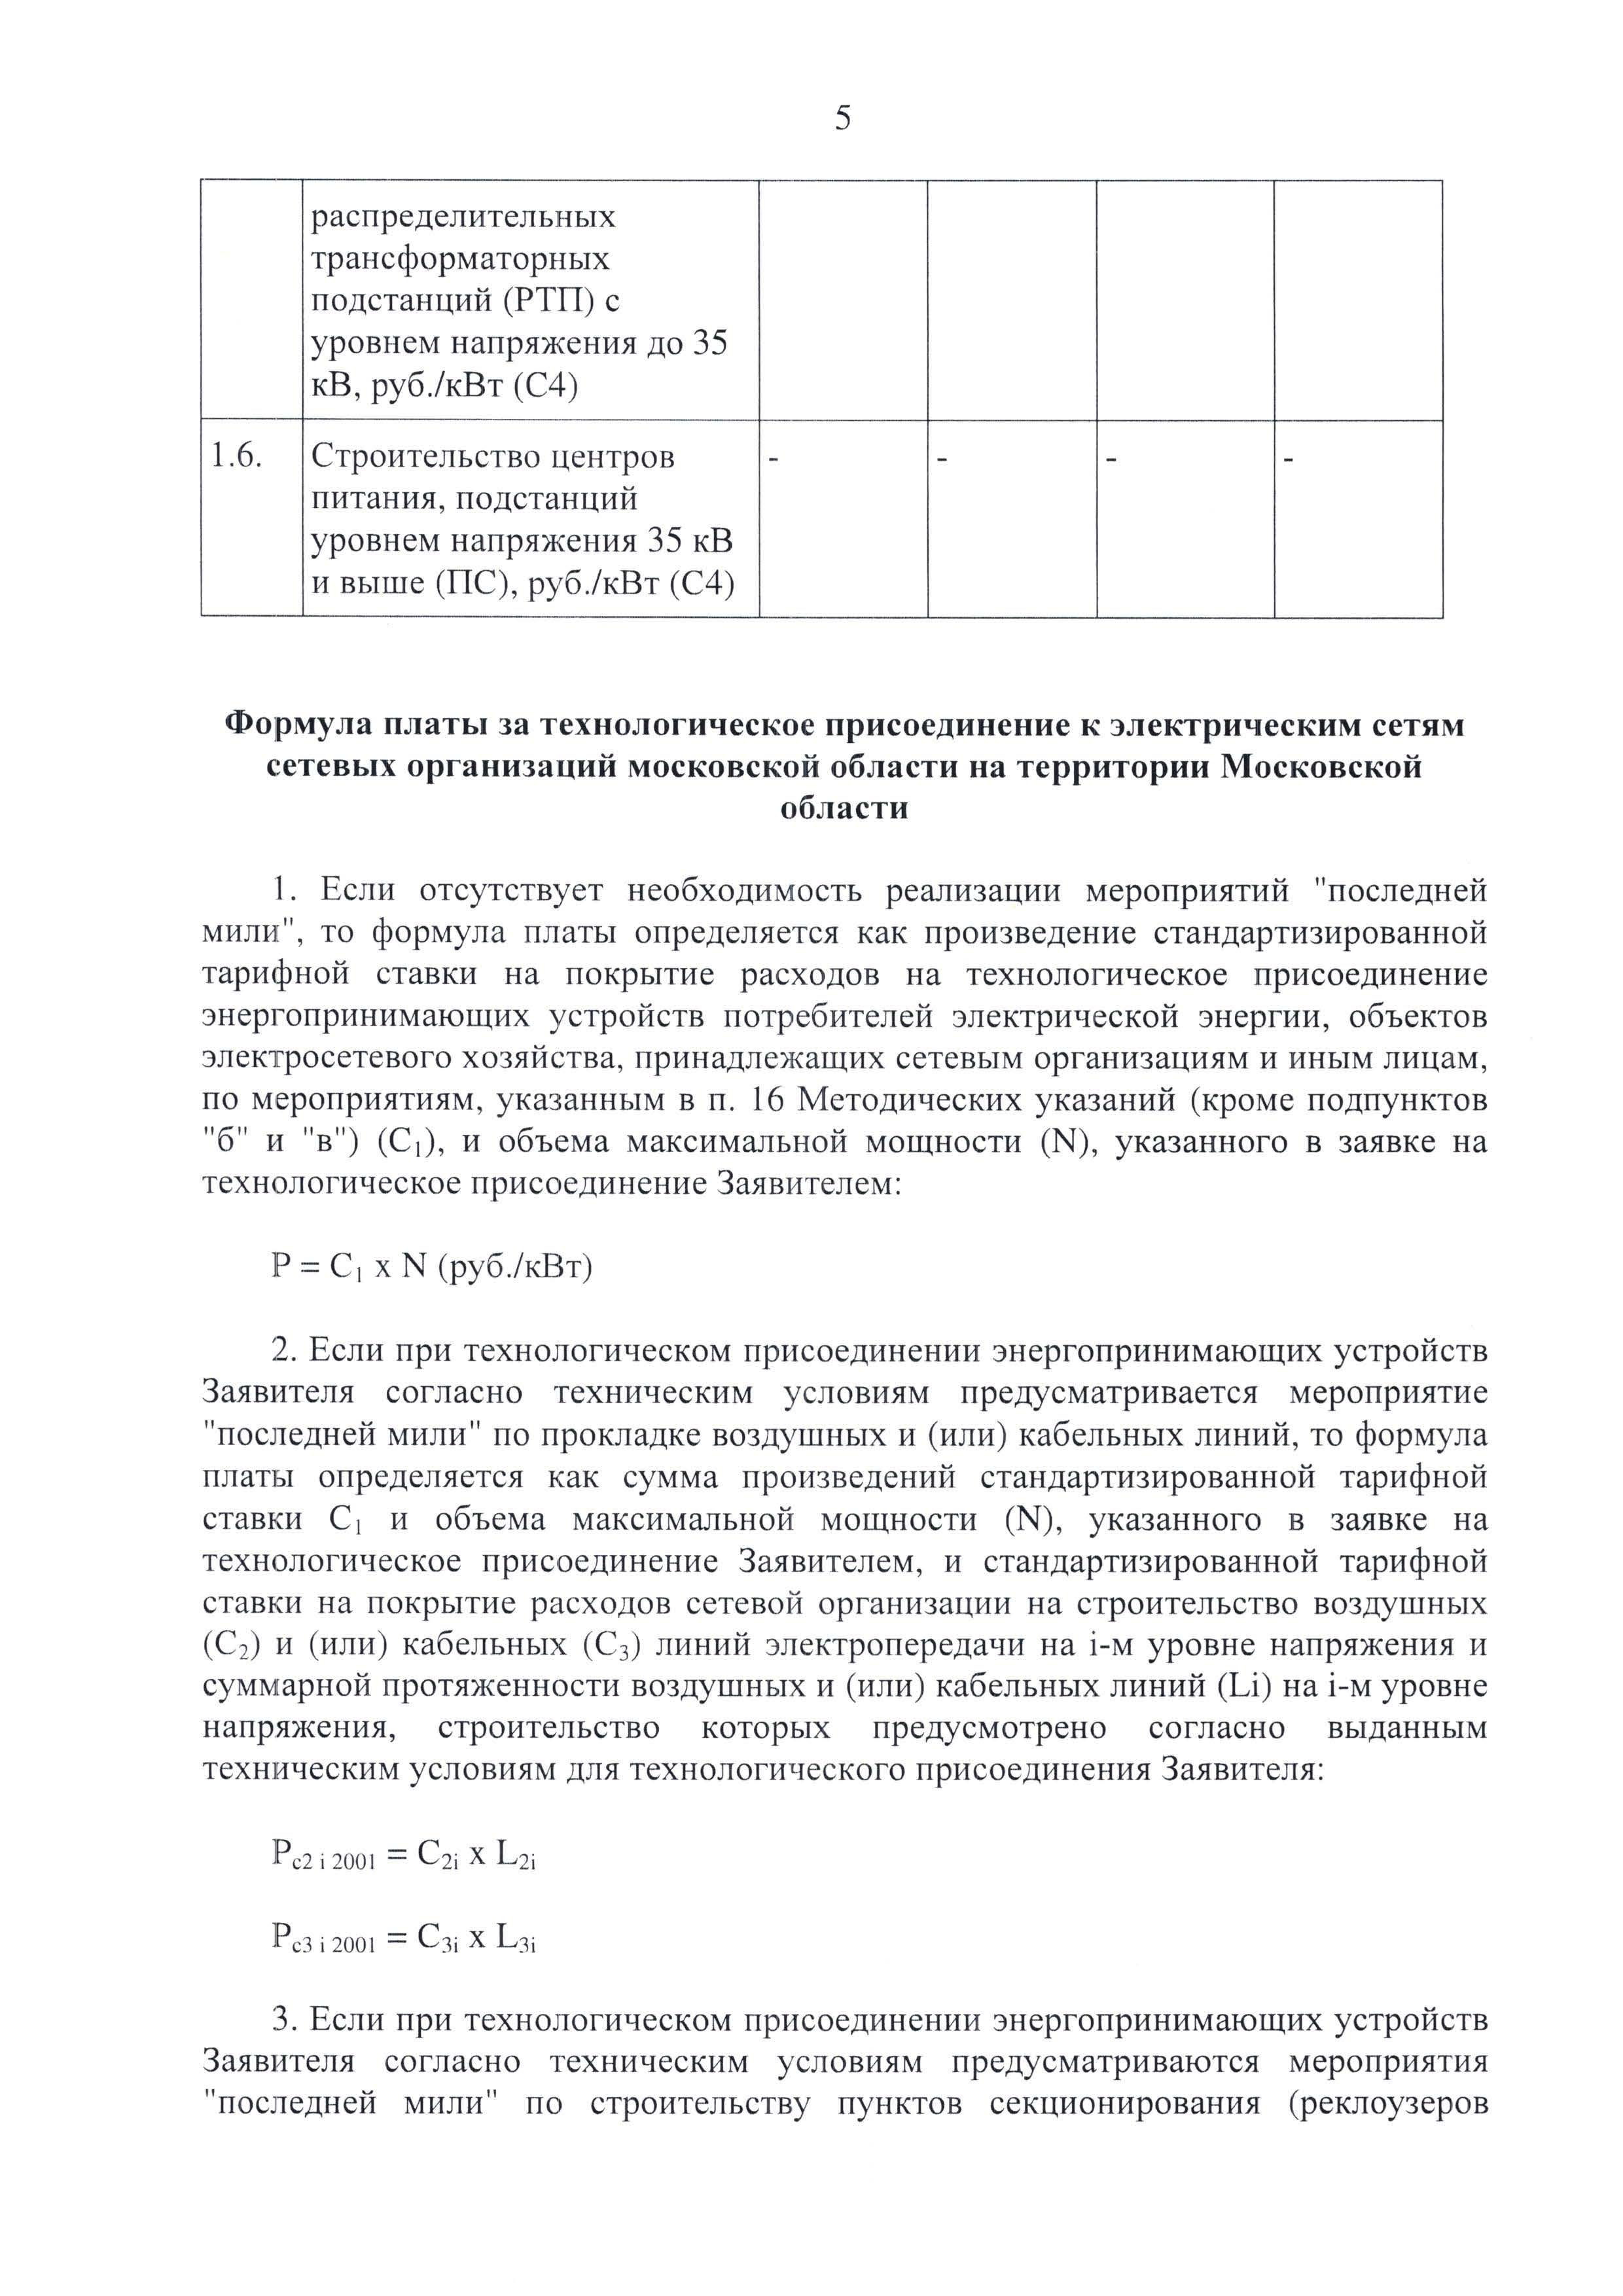 5
распределительных
трансформаторных
подстанций (РТП) с
уровнем напряжения до 35
кВ, руб./кВт (С4)
1.6. Строительство центров - - - -
питания, подстанций
уровнем напряжения 35 кВ
и выше (ПС), руб./кВт (С4)
Формула платы за технологическое присоединение к электрическим сетям
сетевых организаций московской области на территории Московской
области
1. Если отсутствует необходимость реализации мероприятий "последней
мили", то формула платы определяется как произведение стандартизированной
тарифной ставки на покрытие расходов на технологическое присоединение
энергопринимающих устройств потребителей электрической энергии, объектов
электросетевого хозяйства, принадлежащих сетевым организациям и иным лицам,
по мероприятиям, указанным в п. 16 Методических указаний (кроме подпунктов
"б" и "в") (С₁), и объема максимальной мощности (N), указанного в заявке на
технологическое присоединение Заявителем:
Р = С₁ х N (руб./кВт)
2. Если при технологическом присоединении энергопринимающих устройств
Заявителя согласно техническим условиям предусматривается мероприятие
"последней мили" по прокладке воздушных и (или) кабельных линий, то формула
платы определяется как сумма произведений стандартизированной тарифной
ставки С₁ и объема максимальной мощности (N), указанного в заявке на
технологическое присоединение Заявителем, и стандартизированной тарифной
ставки на покрытие расходов сетевой организации на строительство воздушных
(С₂) и (или) кабельных (С₃) линий электропередачи на i-м уровне напряжения и
суммарной протяженности воздушных и (или) кабельных линий (Li) на i-м уровне
напряжения, строительство которых предусмотрено согласно выданным
техническим условиям для технологического присоединения Заявителя:
Рс2 i 2001 = С2i х L2i
Рс3 i 2001 = С3i х L3i
3. Если при технологическом присоединении энергопринимающих устройств
Заявителя согласно техническим условиям предусматриваются мероприятия
"последней мили" по строительству пунктов секционирования (реклоузеров